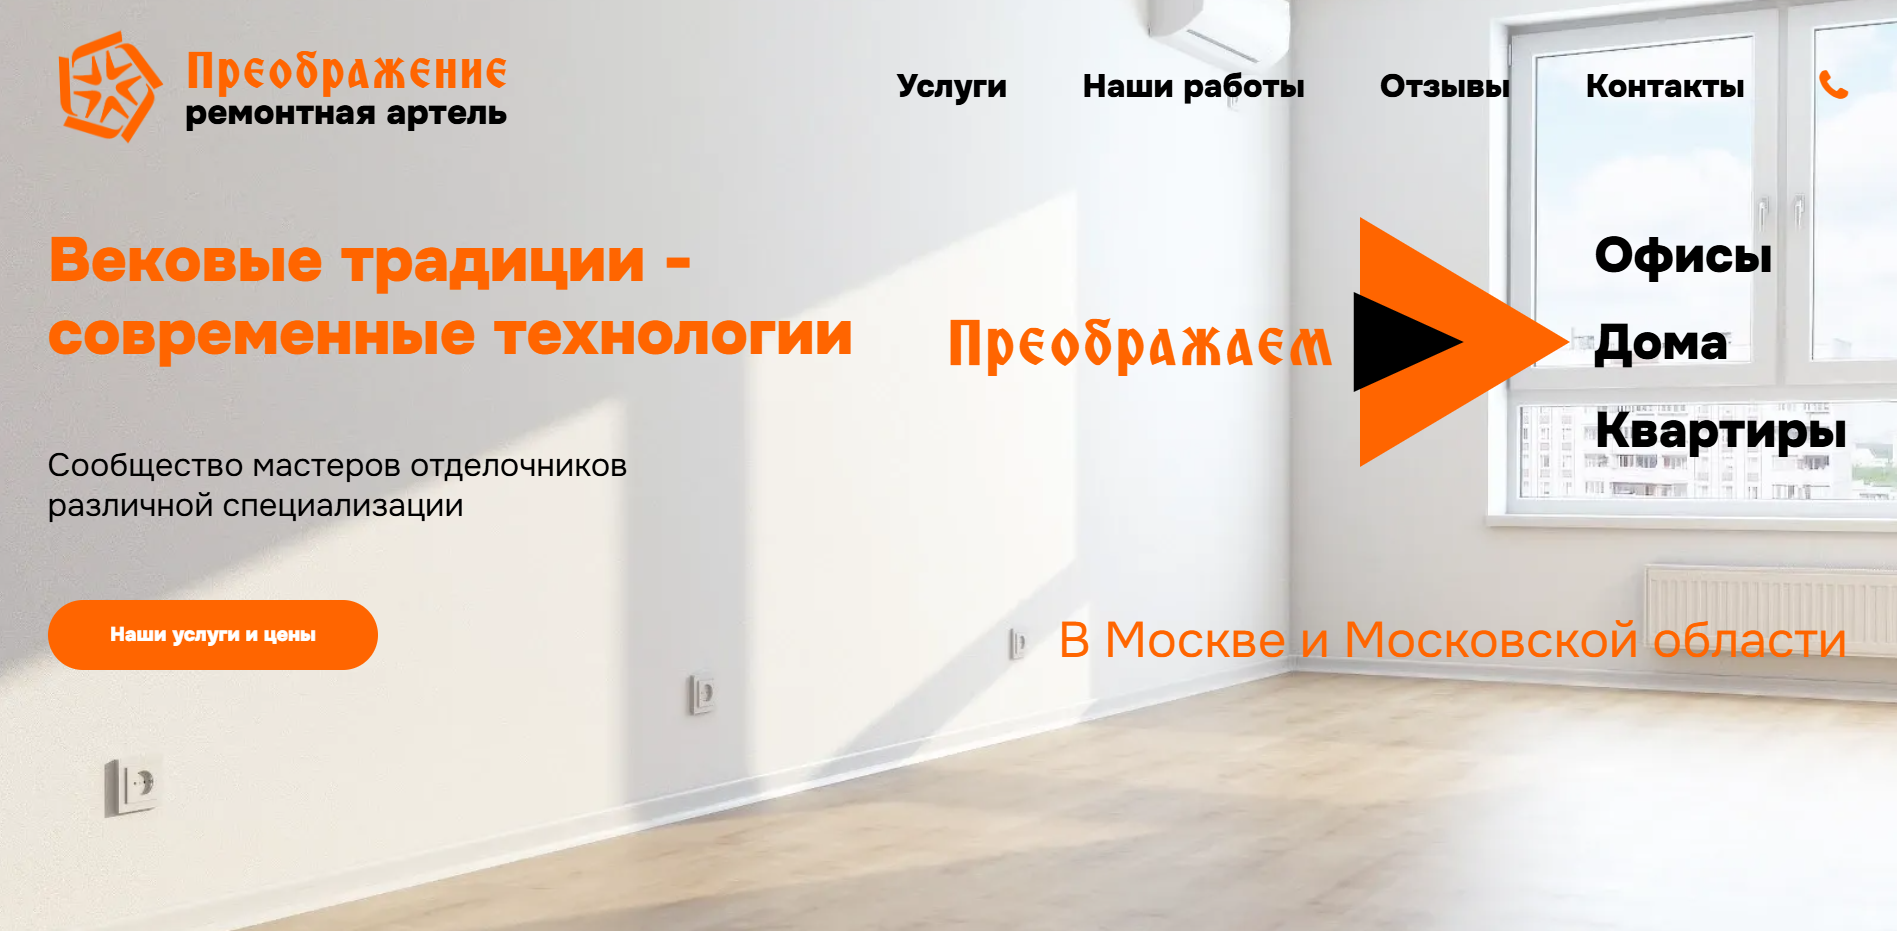 Преображение
ремонтная артель
Услуги
Наши работы
Отзывы
Контакты
Вековые традиции -
современные технологии
Сообщество мастеров отделочников
различной специализации
Наши услуги и цены
Преображаем
Офисы
Дома
Квартиры
В Москве и Московской области